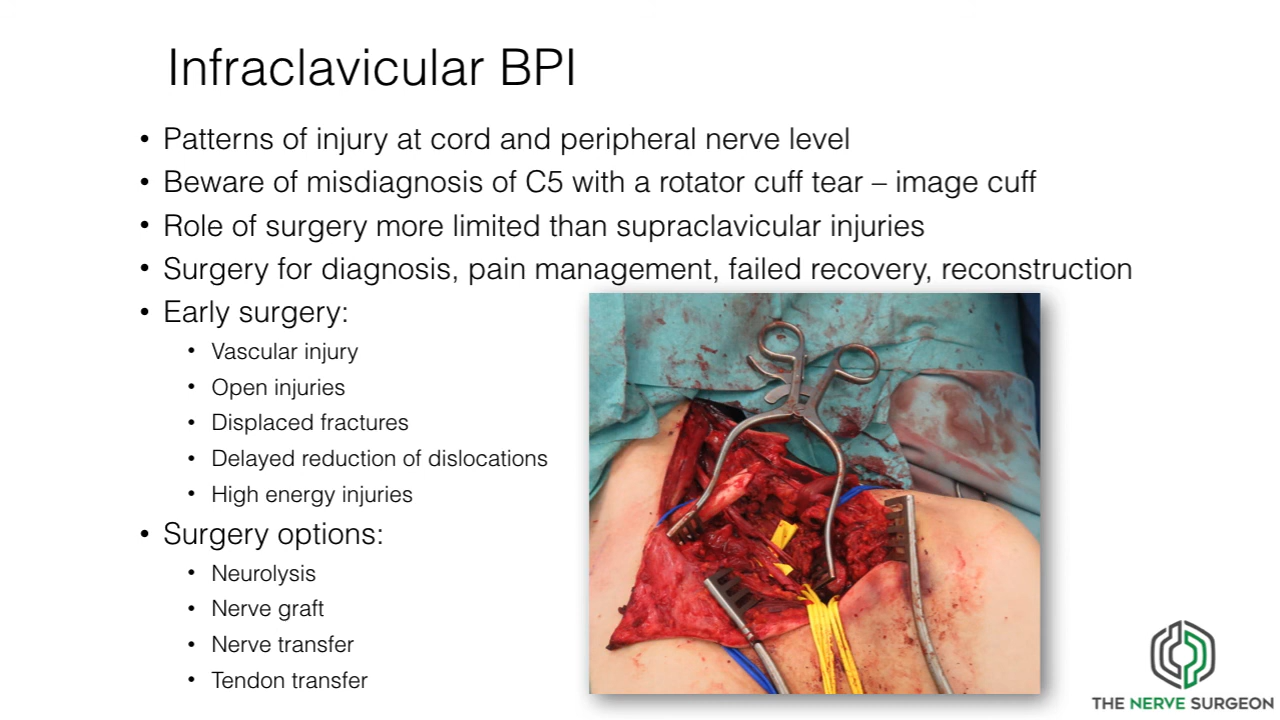 Infraclavicular BPI
• Patterns of injury at cord and peripheral nerve level
• Beware of misdiagnosis of C5 with a rotator cuff tear – image cuff
• Role of surgery more limited than supraclavicular injuries
• Surgery for diagnosis, pain management, failed recovery, reconstruction
• Early surgery:
• Vascular injury
• Open injuries
• Displaced fractures
• Delayed reduction of dislocations
• High energy injuries
• Surgery options:
• Neurolysis
• Nerve graft
• Nerve transfer
• Tendon transfer
THE NERVE SURGEON